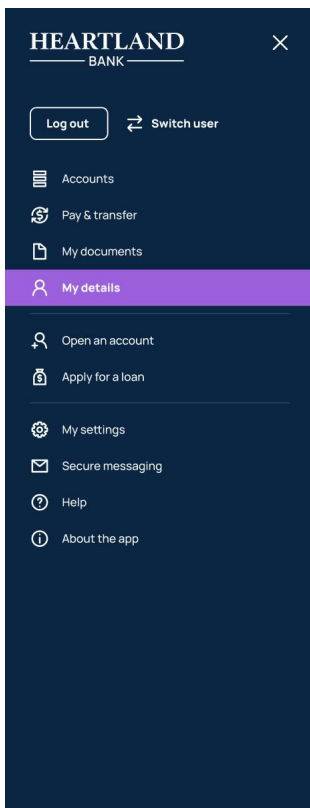 HEARTLAND
BANK
Log out
Switch user
Accounts
Pay & transfer
My documents
My details
Open an account
Apply for a loan
My settings
Secure messaging
Help
About the app